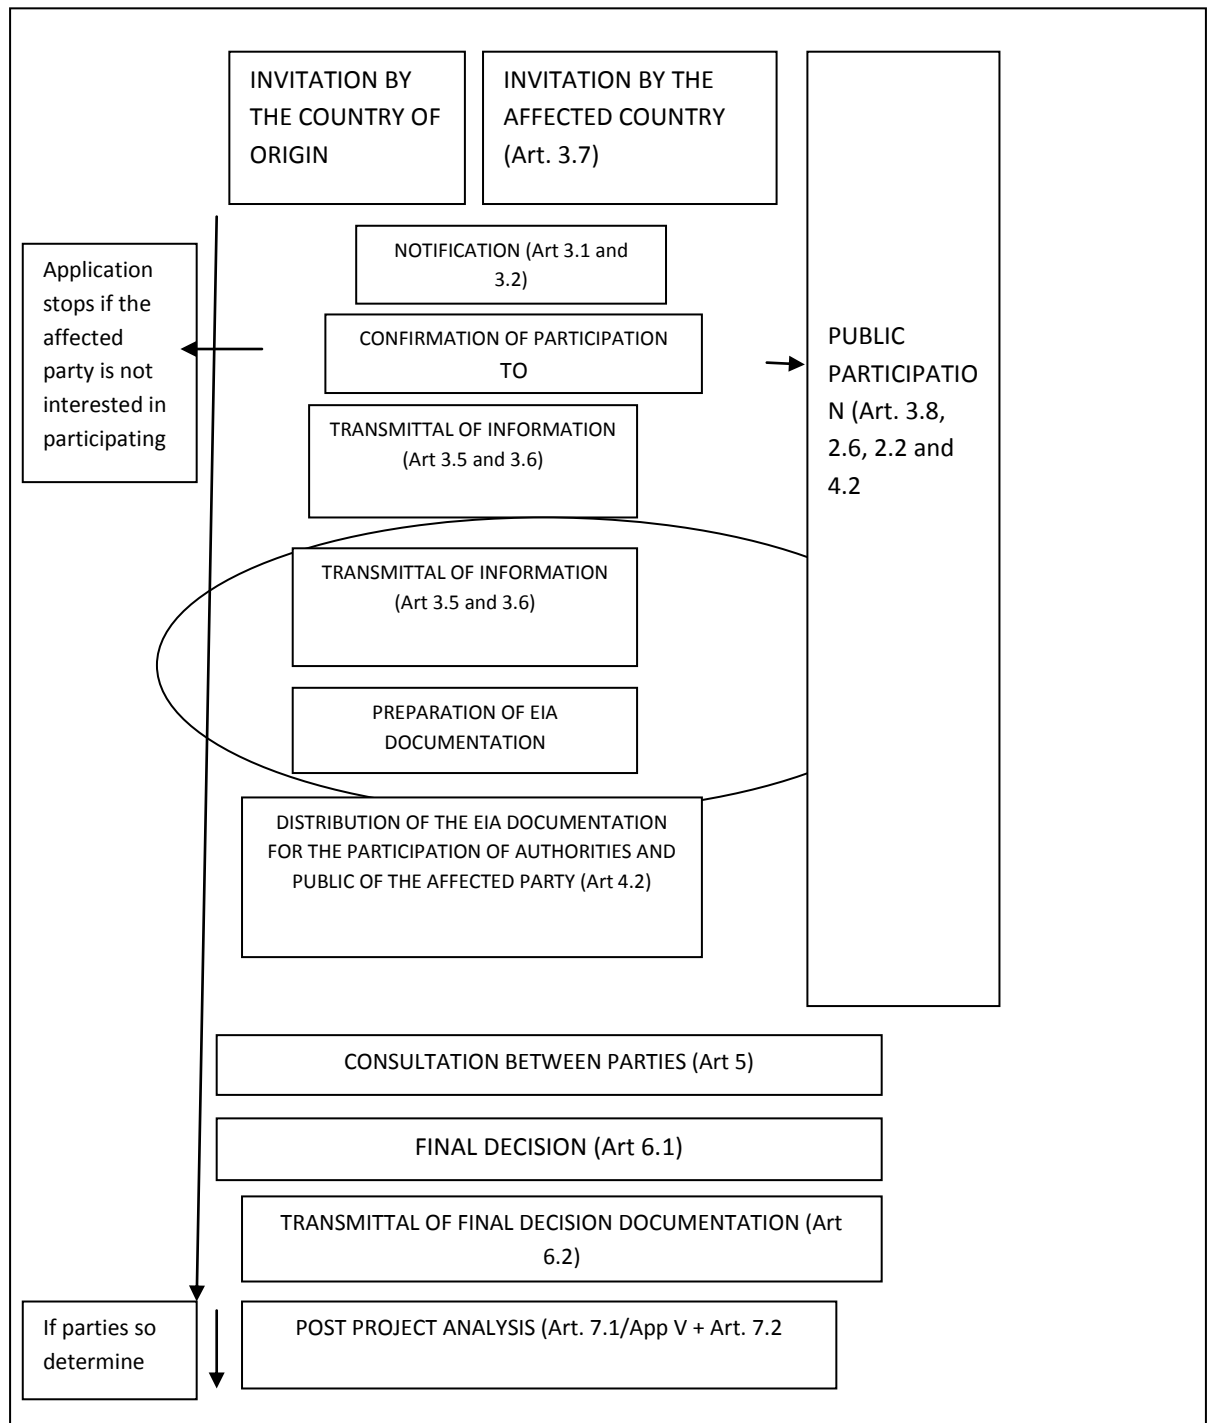 INVITATION BY
THE COUNTRY OF
ORIGIN
INVITATION BY THE
AFFECTED COUNTRY
(Art. 3.7)
NOTIFICATION (Art 3.1 and
3.2)
Application
stops if the
affected
party is not
interested in
participating
CONFIRMATION OF PARTICIPATION
TO
PUBLIC
PARTICIPATIO
N (Art. 3.8,
2.6, 2.2 and
4.2
TRANSMITTAL OF INFORMATION
(Art 3.5 and 3.6)
TRANSMITTAL OF INFORMATION
(Art 3.5 and 3.6)
PREPARATION OF EIA
DOCUMENTATION
DISTRIBUTION OF THE EIA DOCUMENTATION
FOR THE PARTICIPATION OF AUTHORITIES AND
PUBLIC OF THE AFFECTED PARTY (Art 4.2)
CONSULTATION BETWEEN PARTIES (Art 5)
FINAL DECISION (Art 6.1)
TRANSMITTAL OF FINAL DECISION DOCUMENTATION (Art
6.2)
If parties so
determine
POST PROJECT ANALYSIS (Art. 7.1/App V + Art. 7.2